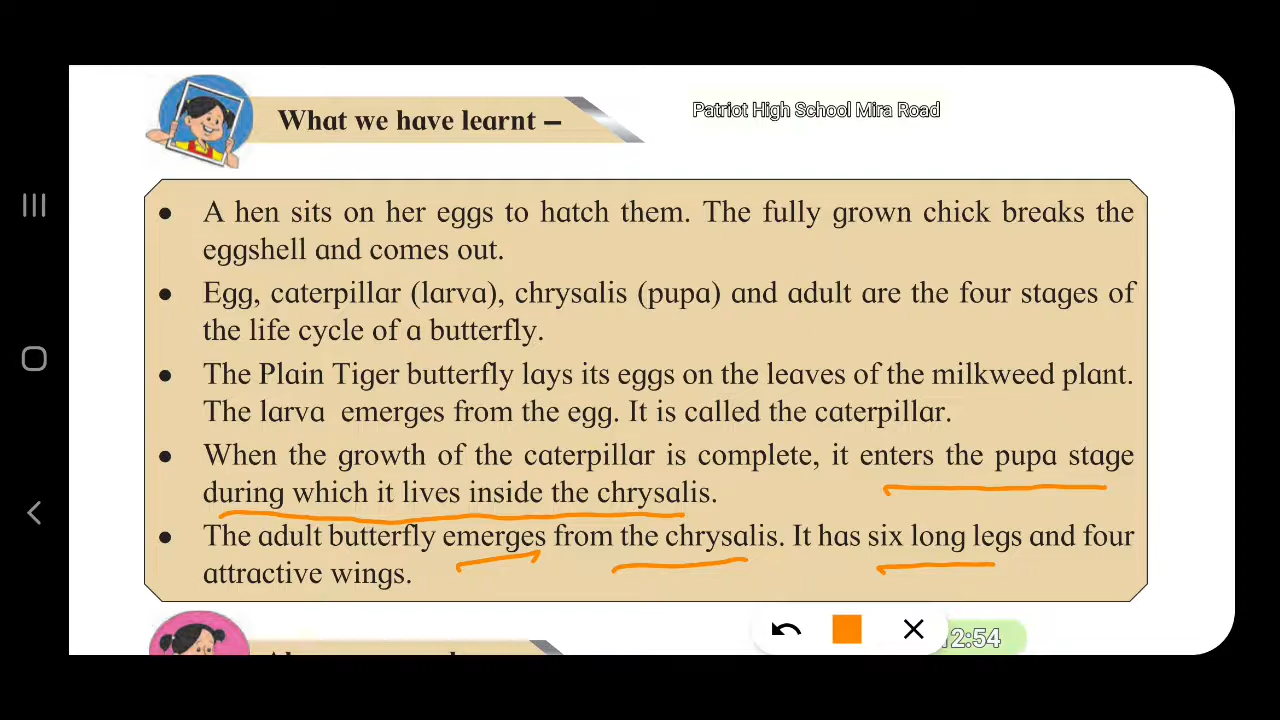 What we have learnt –
Patriot High School Mira Road
• A hen sits on her eggs to hatch them. The fully grown chick breaks the
eggshell and comes out.
• Egg, caterpillar (larva), chrysalis (pupa) and adult are the four stages of
the life cycle of a butterfly.
• The Plain Tiger butterfly lays its eggs on the leaves of the milkweed plant.
The larva emerges from the egg. It is called the caterpillar.
• When the growth of the caterpillar is complete, it enters the pupa stage
during which it lives inside the chrysalis.
• The adult butterfly emerges from the chrysalis. It has six long legs and four
attractive wings.
2:54